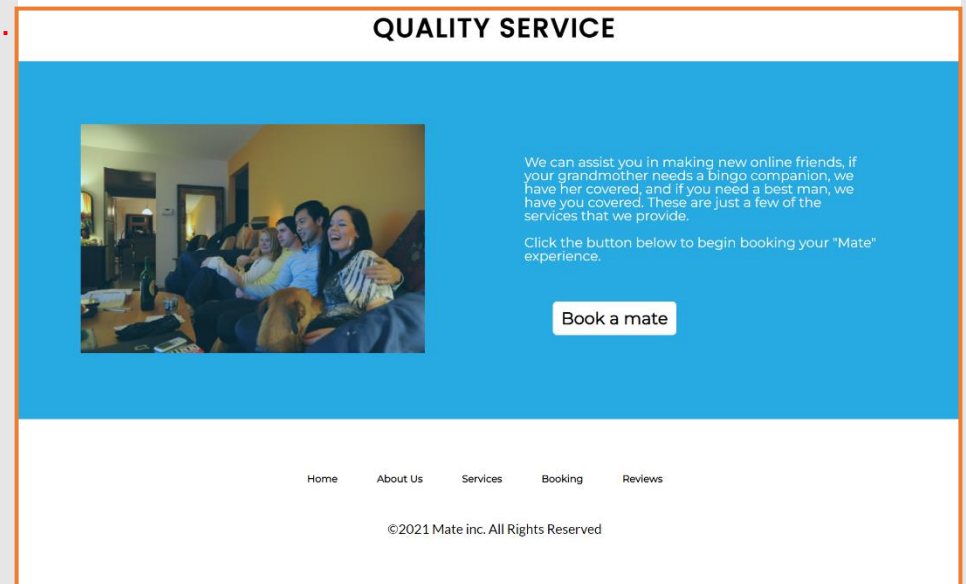 QUALITY SERVICE
We can assist you in making new online friends, if
your grandmother needs a bingo companion, we
have her covered, and if you need a best man, we
have you covered. These are just a few of the
services that we provide.
Click the button below to begin booking your "Mate"
experience.
Book a mate
Home About Us Services Booking Reviews
©2021 Mate inc. All Rights Reserved